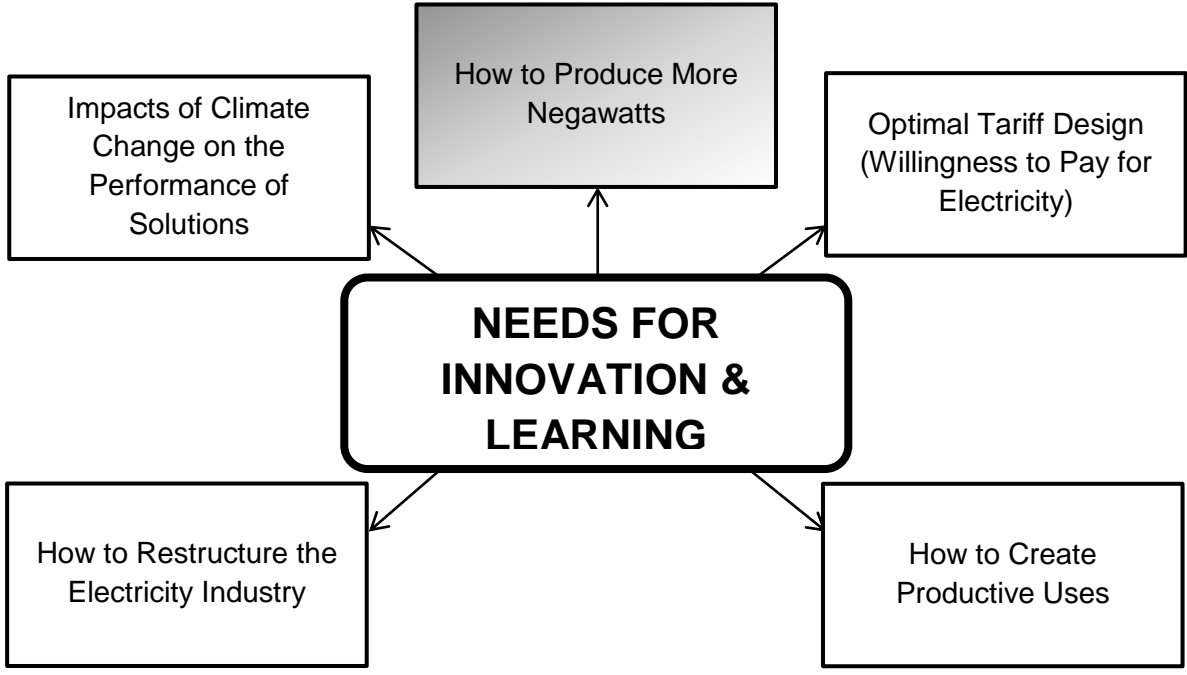 How to Produce More
Negawatts
Impacts of Climate
Change on the
Performance of
Solutions
Optimal Tariff Design
(Willingness to Pay for
Electricity)
NEEDS FOR
INNOVATION &
LEARNING
How to Restructure the
Electricity Industry
How to Create
Productive Uses